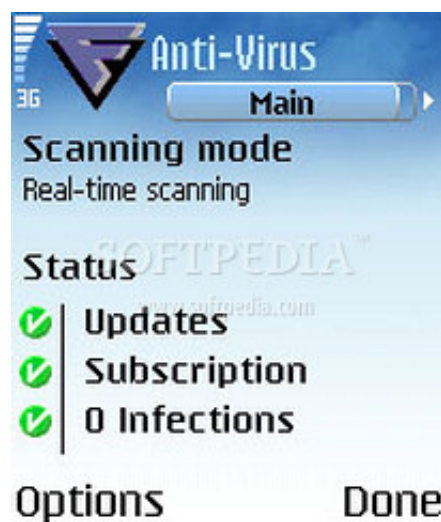 3G
Anti-Virus
Main
Scanning mode
Real-time scanning
SOFTPEDIA™
Status
www.softpedia.com
Updates
Subscription
0 Infections
Options Done